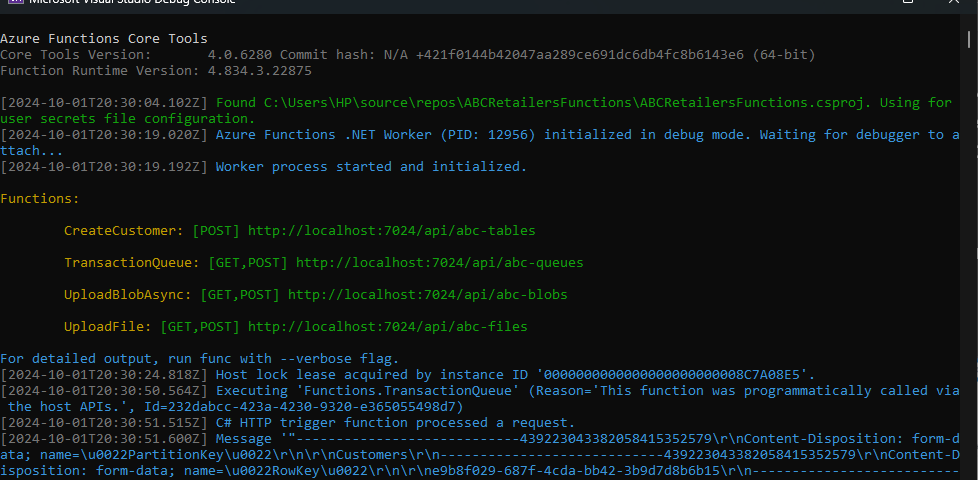 Microsoft Visual Studio Debug Console
Azure Functions Core Tools
Core Tools Version:       4.0.6280 Commit hash: N/A +421f0144b42047aa289ce691dc6db4fc8b6143e6 (64-bit)
Function Runtime Version: 4.834.3.22875
[2024-10-01T20:30:04.102Z] Found C:\Users\HP\source\repos\ABCRetailersFunctions\ABCRetailersFunctions.csproj. Using for
user secrets file configuration.
[2024-10-01T20:30:19.020Z] Azure Functions .NET Worker (PID: 12956) initialized in debug mode. Waiting for debugger to a
ttach...
[2024-10-01T20:30:19.192Z] Worker process started and initialized.
Functions:
CreateCustomer: [POST] http://localhost:7024/api/abc-tables
TransactionQueue: [GET,POST] http://localhost:7024/api/abc-queues
UploadBlobAsync: [GET,POST] http://localhost:7024/api/abc-blobs
UploadFile: [GET,POST] http://localhost:7024/api/abc-files
For detailed output, run func with --verbose flag.
[2024-10-01T20:30:24.818Z] Host lock lease acquired by instance ID '0000000000000000000000008C7A08E5'.
[2024-10-01T20:30:50.564Z] Executing 'Functions.TransactionQueue' (Reason='This function was programmatically called via
the host APIs.', Id=232dabcc-423a-4230-9320-e365055498d7)
[2024-10-01T20:30:51.515Z] C# HTTP trigger function processed a request.
[2024-10-01T20:30:51.600Z] Message '"----------------------------439223043382058415352579\r\nContent-Disposition: form-d
ata; name=\u0022PartitionKey\u0022\r\n\r\n\r\nCustomers\r\n----------------------------439223043382058415352579\r\nContent-D
isposition: form-data; name=\u0022RowKey\u0022\r\n\r\ne9b8f029-687f-4cda-bb42-3b9d7d8b6b15\r\n--------------------------